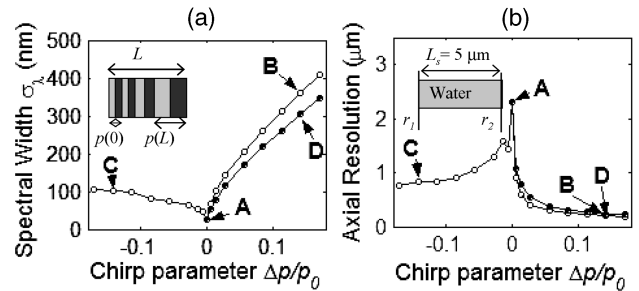 (a)
(b)
Spectral Width σλ (nm)
500
400
300
200
100
0
L
p(0)
p(L)
B
C
D
A
-0.1
0
0.1
Chirp parameter Δp/p0
Axial Resolution (μm)
3
2
1
0
Ls= 5 μm
Water
r1
r2
A
C
B
D
-0.1
0
0.1
Chirp parameter Δp/p0